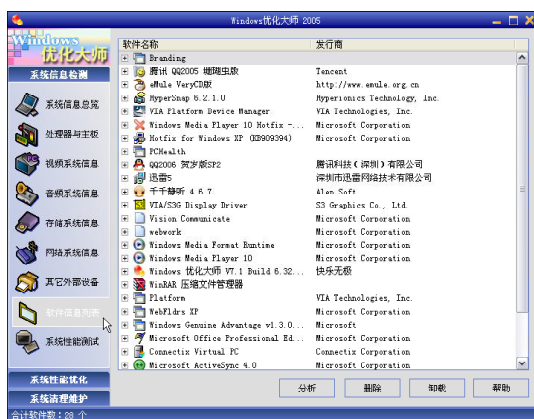 Windows优化大师 2005
Windows
优化大师
系统信息检测
系统信息总览
处理器与主板
视频系统信息
音频系统信息
存储系统信息
网络系统信息
其它外部设备
软件信息列表
系统性能测试
系统性能优化
系统清理维护
软件名称 发行商
Branding
腾讯 QQ2005 珊瑚虫版 Tencent
eMule VeryCD版 http://www.emule.org.cn
HyperSnap 6.2.1.0 Hyperionics Technology, Inc.
VIA Platform Device Manager VIA Technologies, Inc.
Windows Media Player 10 Hotfix -... Microsoft Corporation
Hotfix for Windows XP (KB909394) Microsoft Corporation
PCHealth
QQ2006 贺岁版SP2 腾讯科技(深圳)有限公司
迅雷5 深圳市迅雷网络技术有限公司
千千静听 4.6.7 Alen Soft
VIA/S3G Display Driver S3 Graphics Co., Ltd.
Vision Communicate Microsoft Corporation
webwork Microsoft Corporation
Windows Media Format Runtime Microsoft Corporation
Windows Media Player 10 Microsoft Corporation
Windows 优化大师 V7.1 Build 6.32... 快乐无极
WinRAR 压缩文件管理器
Platform VIA Technologies, Inc.
WebFldrs XP Microsoft Corporation
Windows Genuine Advantage v1.3.0... Microsoft
Microsoft Office Professional Ed... Microsoft Corporation
Connectix Virtual PC Connectix Corporation
Microsoft ActiveSync 4.0 Microsoft Corporation
分析 删除 卸载 帮助
合计软件数:28 个